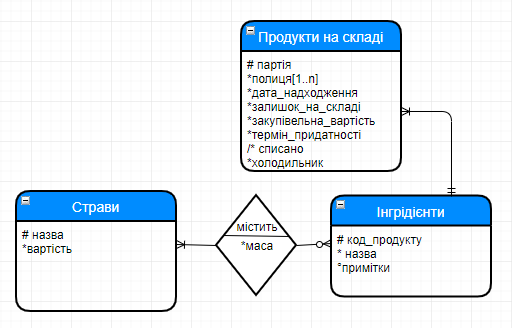 Продукти на складі
# партія
*полиця[1..n]
*дата_надходження
*залишок_на_складі
*закупівельна_вартість
*термін_придатності
/* списано
*холодильник
Страви
# назва
*вартість
містить
*маса
Інгрідієнти
# код_продукту
* назва
°примітки